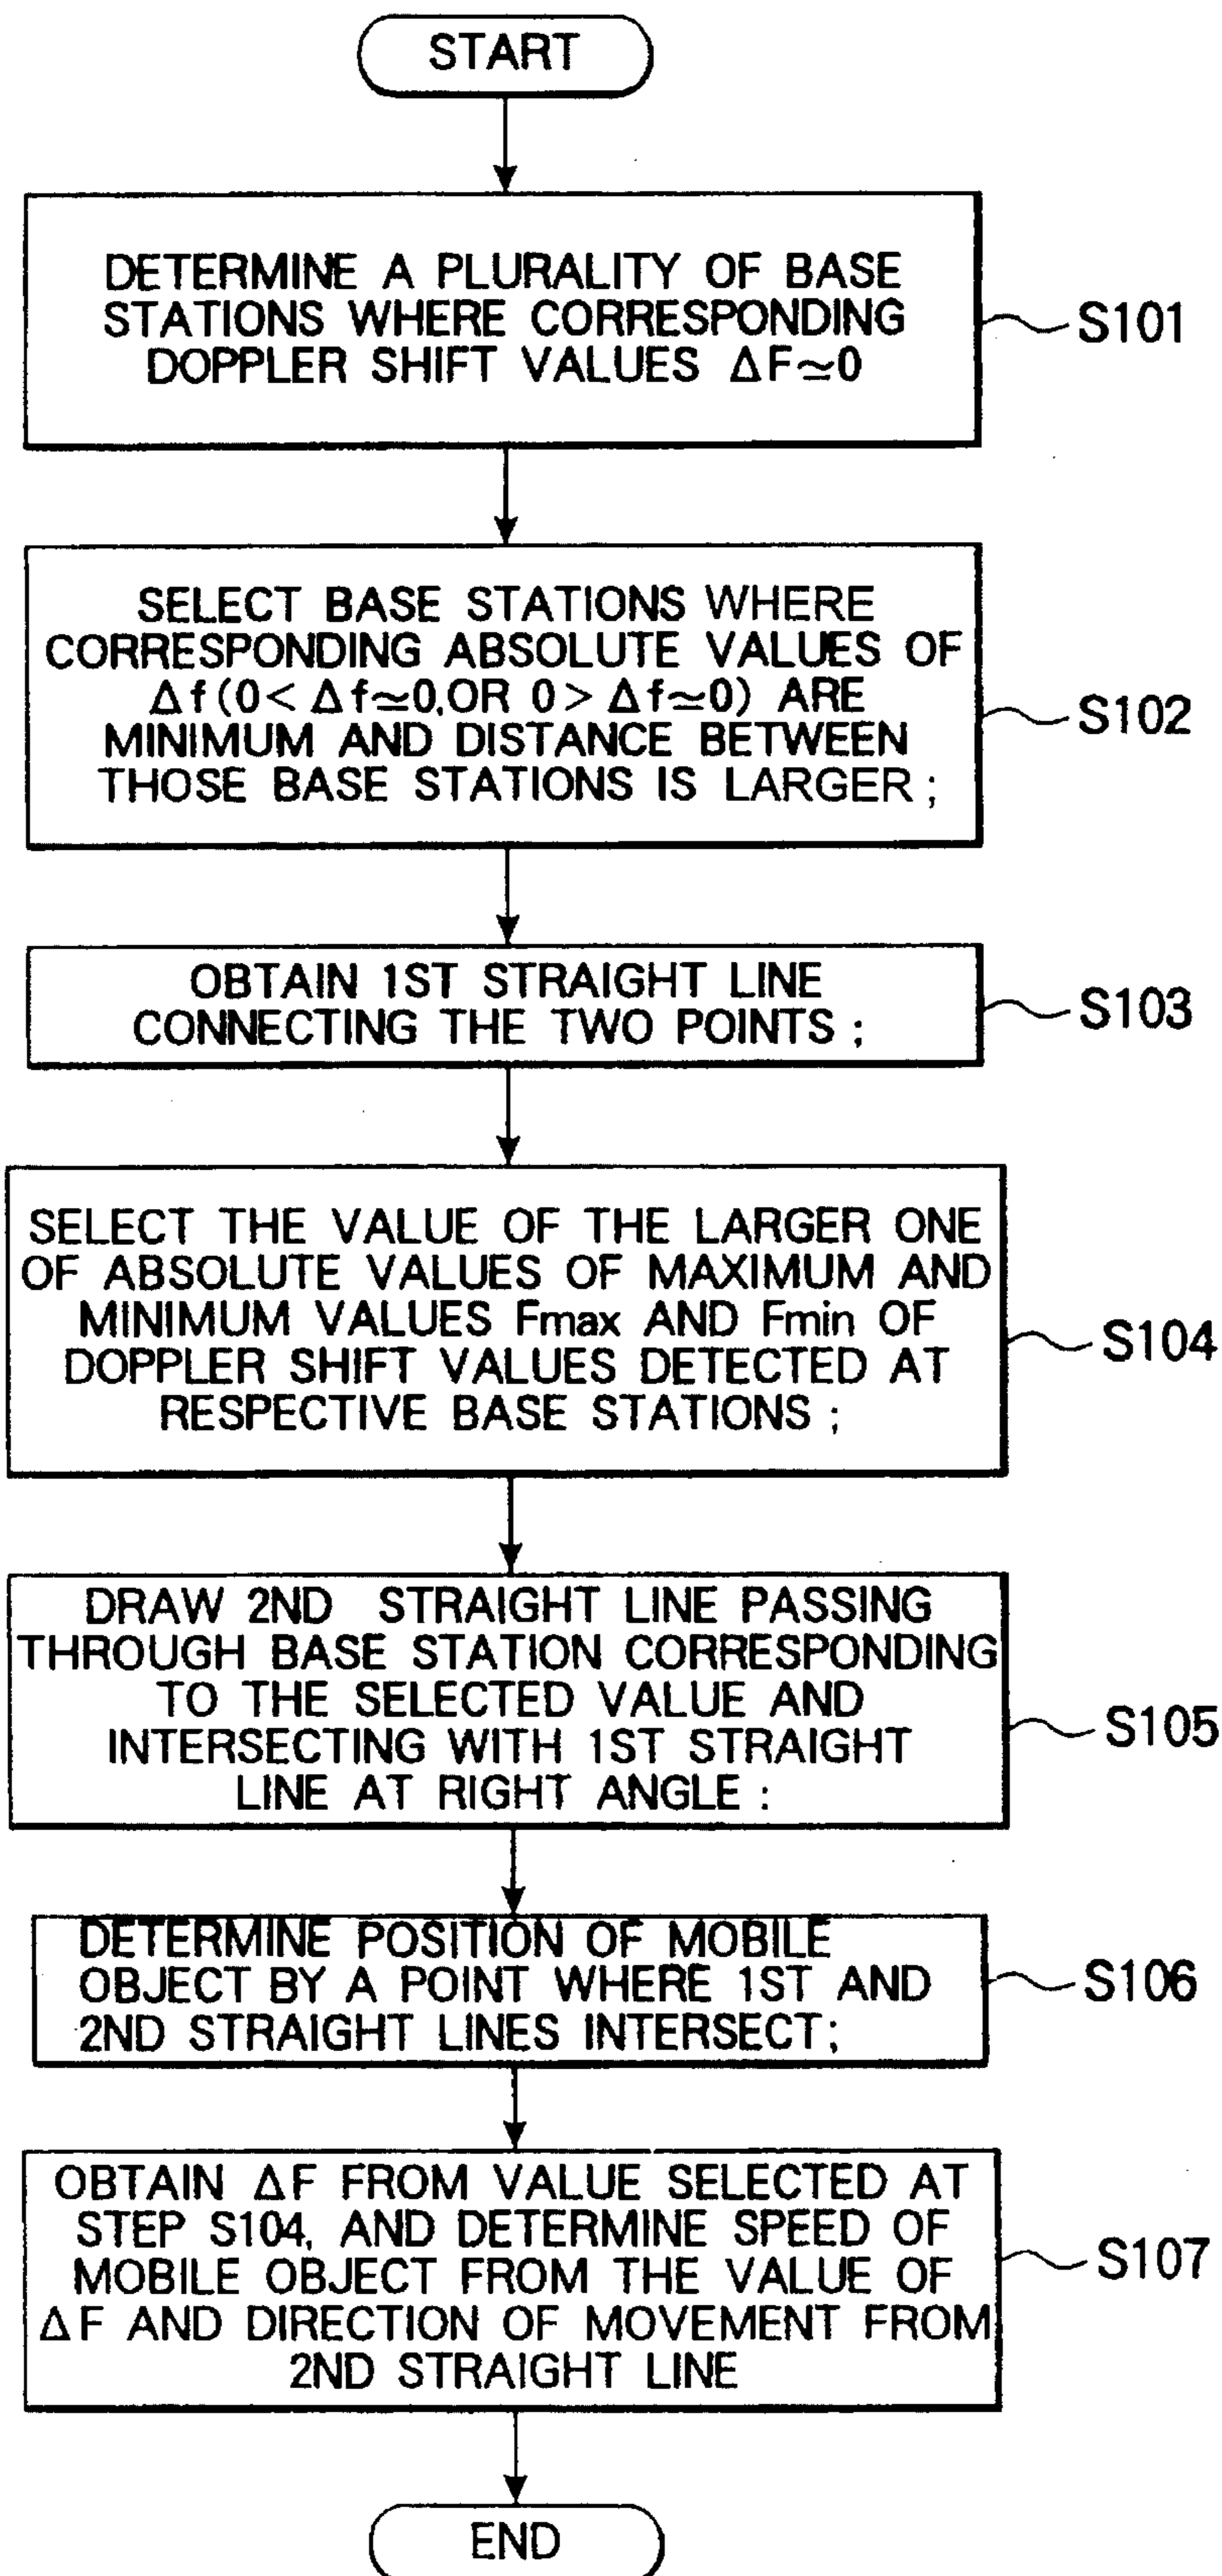 START
DETERMINE A PLURALITY OF BASE
STATIONS WHERE CORRESPONDING
DOPPLER SHIFT VALUES ΔF≃0
S101
SELECT BASE STATIONS WHERE
CORRESPONDING ABSOLUTE VALUES OF
Δf(0<Δf≃0,OR 0>Δf≃0) ARE
MINIMUM AND DISTANCE BETWEEN
THOSE BASE STATIONS IS LARGER;
S102
OBTAIN 1ST STRAIGHT LINE
CONNECTING THE TWO POINTS;
S103
SELECT THE VALUE OF THE LARGER ONE
OF ABSOLUTE VALUES OF MAXIMUM AND
MINIMUM VALUES Fmax AND Fmin OF
DOPPLER SHIFT VALUES DETECTED AT
RESPECTIVE BASE STATIONS;
S104
DRAW 2ND STRAIGHT LINE PASSING
THROUGH BASE STATION CORRESPONDING
TO THE SELECTED VALUE AND
INTERSECTING WITH 1ST STRAIGHT
LINE AT RIGHT ANGLE:
S105
DETERMINE POSITION OF MOBILE
OBJECT BY A POINT WHERE 1ST AND
2ND STRAIGHT LINES INTERSECT;
S106
OBTAIN ΔF FROM VALUE SELECTED AT
STEP S104, AND DETERMINE SPEED OF
MOBILE OBJECT FROM THE VALUE OF
ΔF AND DIRECTION OF MOVEMENT FROM
2ND STRAIGHT LINE
S107
END